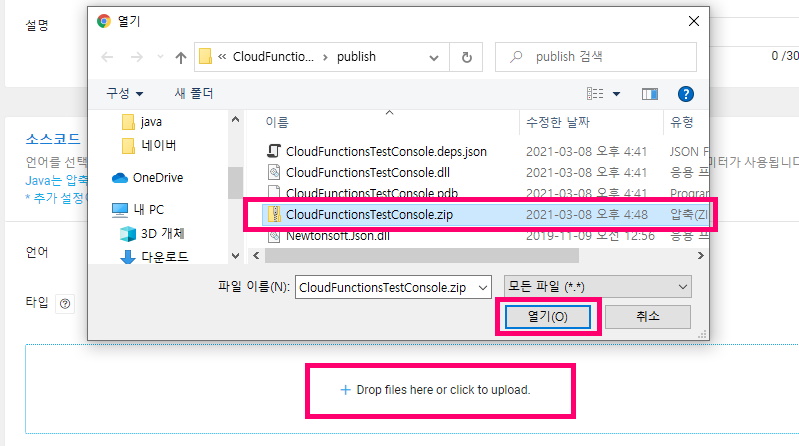 설명
열기
« CloudFunctio... › publish
publish 검색
0 /30
구성
새 폴더
이름
수정한 날짜
유형
java
네이버
OneDrive
내 PC
3D 개체
다운로드
CloudFunctionsTestConsole.deps.json 2021-03-08 오후 4:41 JSON F
CloudFunctionsTestConsole.dll 2021-03-08 오후 4:41 응용 프
CloudFunctionsTestConsole.pdb 2021-03-08 오후 4:41 Progran
CloudFunctionsTestConsole.zip 2021-03-08 오후 4:48 압축(ZI
Newtonsoft.Json.dll 2019-11-09 오전 12:56 응용 프
소스코드
언어를 선택
미터가 사용됩니다
Java는 압축
* 추가 설정
언어
타입
파일 이름(N):
CloudFunctionsTestConsole.zip
모든 파일 (*.*)
열기(O)
취소
+ Drop files here or click to upload.